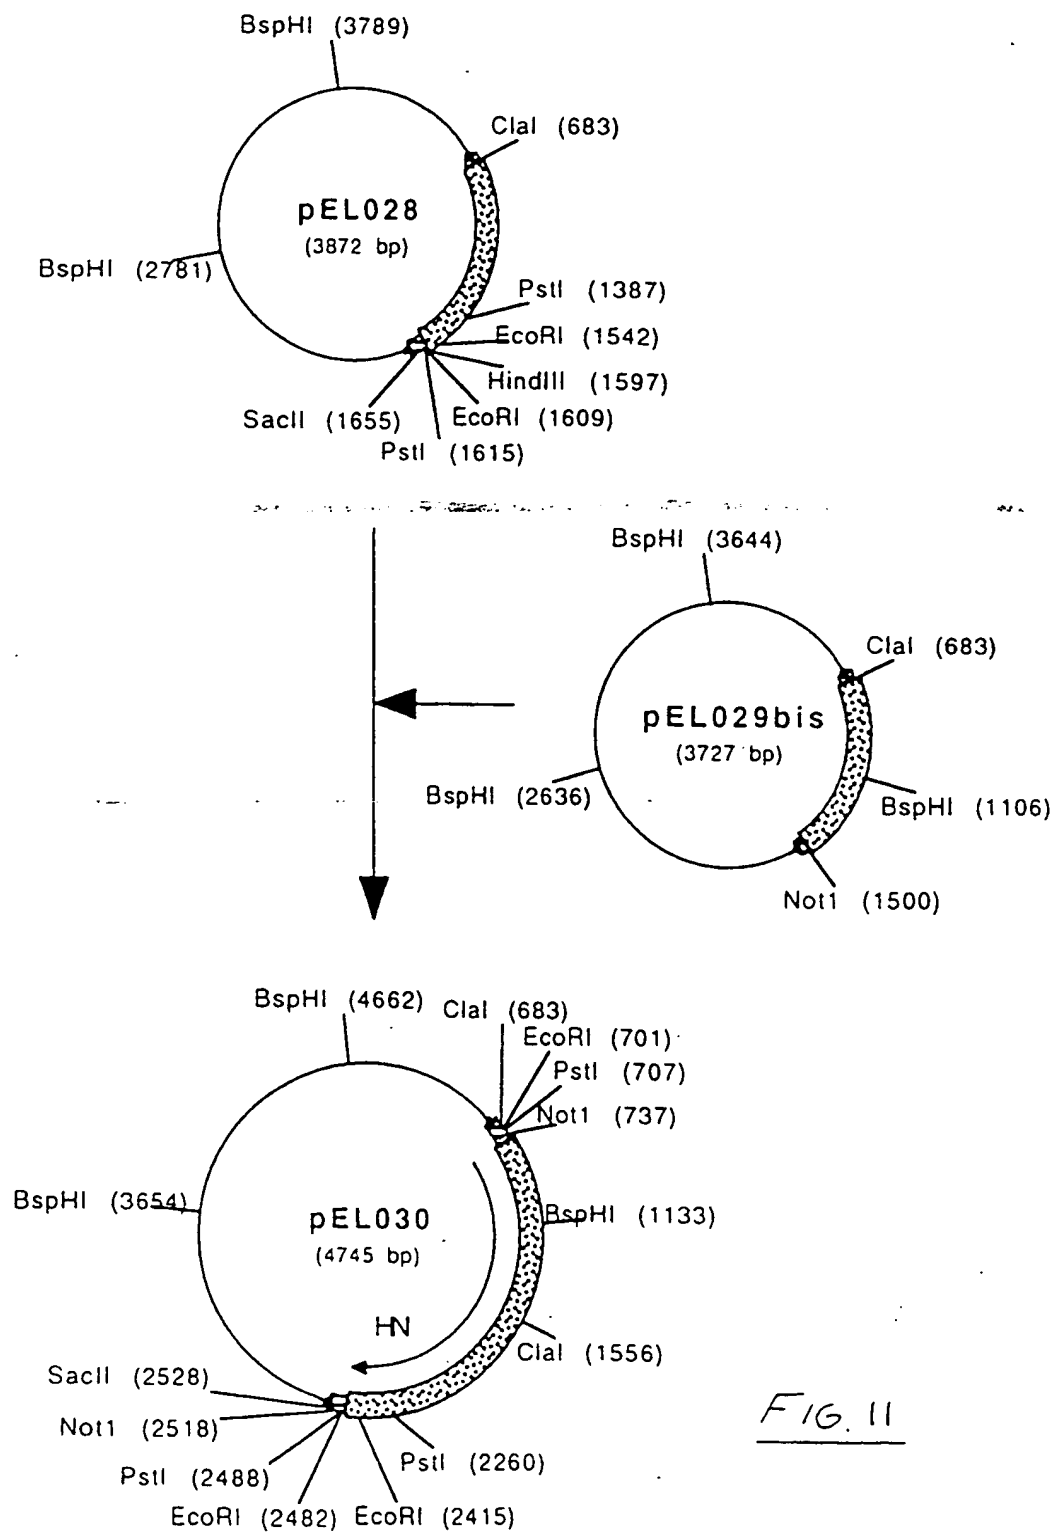 BspHI (3789)
ClaI (683)
pEL028
(3872 bp)
BspHI (2781)
PstI (1387)
EcoRI (1542)
HindIII (1597)
SacII (1655)
EcoRI (1609)
PstI (1615)
BspHI (3644)
ClaI (683)
pEL029bis
(3727 bp)
BspHI (2636)
BspHI (1106)
Not1 (1500)
BspHI (4662)
ClaI (683)
EcoRI (701)
PstI (707)
Not1 (737)
BspHI (3654)
pEL030
(4745 bp)
BspHI (1133)
HN
ClaI (1556)
SacII (2528)
Not1 (2518)
PstI (2488)
PstI (2260)
EcoRI (2482)
EcoRI (2415)
FIG. 11